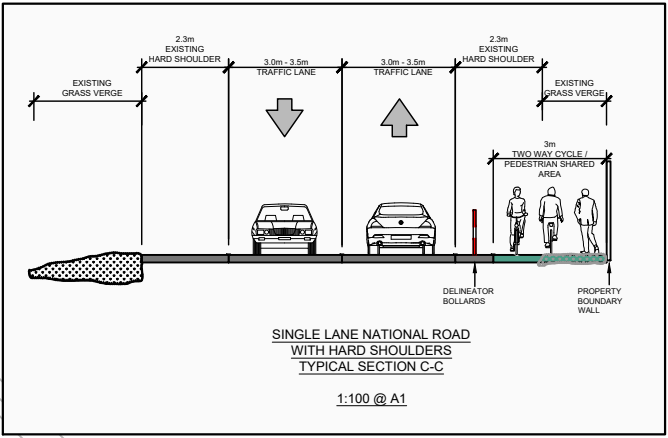 2.3m
EXISTING
HARD SHOULDER
3.0m - 3.5m
TRAFFIC LANE
3.0m - 3.5m
TRAFFIC LANE
2.3m
EXISTING
HARD SHOULDER
EXISTING
GRASS VERGE
EXISTING
GRASS VERGE
3m
TWO WAY CYCLE /
PEDESTRIAN SHARED
AREA
DELINEATOR
BOLLARDS
PROPERTY
BOUNDARY
WALL
SINGLE LANE NATIONAL ROAD
WITH HARD SHOULDERS
TYPICAL SECTION C-C
1:100 @ A1